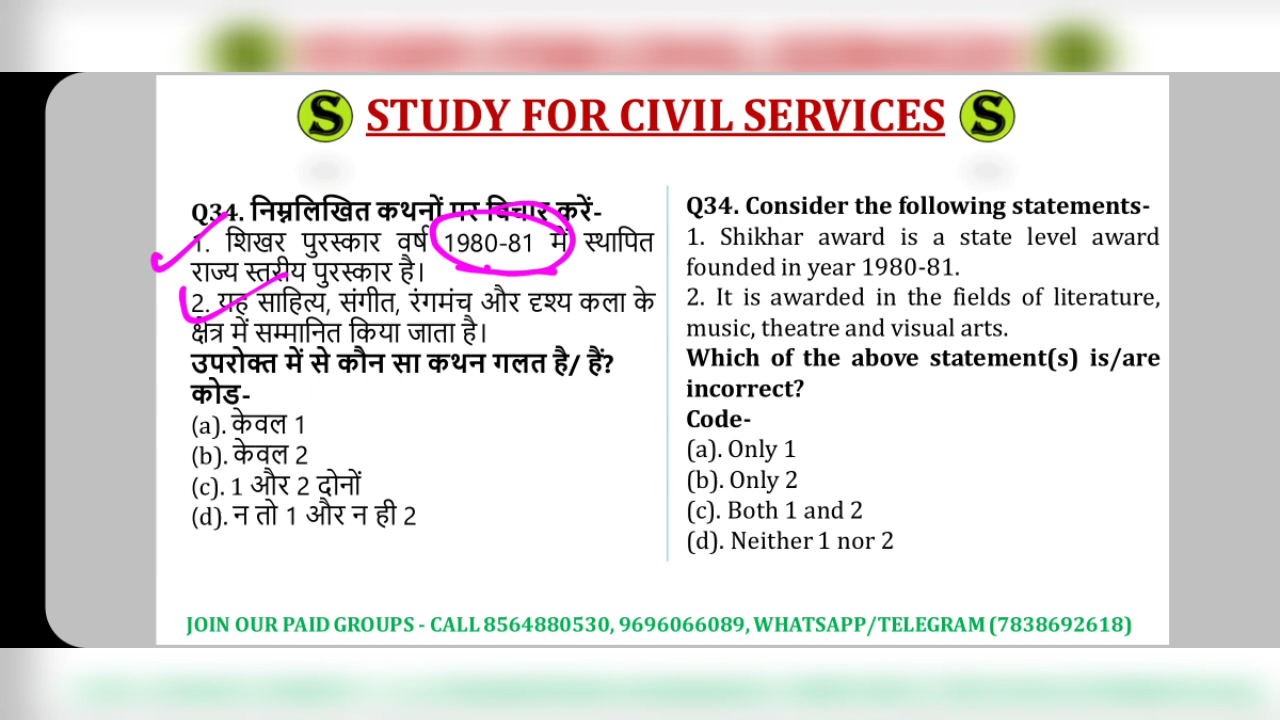 S STUDY FOR CIVIL SERVICES S
Q34. निम्नलिखित कथनों पर विचार करें-
1. शिखर पुरस्कार वर्ष 1980-81 में स्थापित
राज्य स्तरीय पुरस्कार है।
2. यह साहित्य, संगीत, रंगमंच और दृश्य कला के
क्षेत्र में सम्मानित किया जाता है।
उपरोक्त में से कौन सा कथन गलत है/ हैं?
कोड-
(a). केवल 1
(b). केवल 2
(c). 1 और 2 दोनों
(d). न तो 1 और न ही 2
Q34. Consider the following statements-
1. Shikhar award is a state level award
founded in year 1980-81.
2. It is awarded in the fields of literature,
music, theatre and visual arts.
Which of the above statement(s) is/are
incorrect?
Code-
(a). Only 1
(b). Only 2
(c). Both 1 and 2
(d). Neither 1 nor 2
JOIN OUR PAID GROUPS - CALL 8564880530, 9696066089, WHATSAPP/TELEGRAM (7838692618)